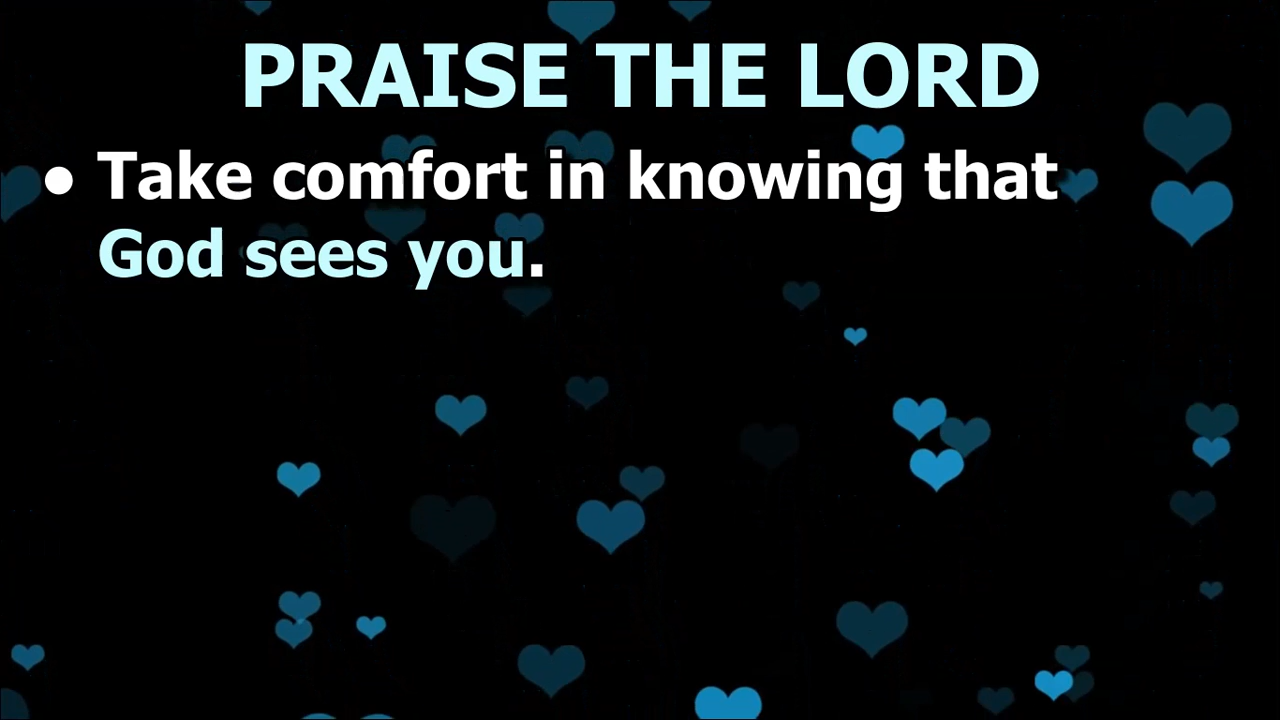 PRAISE THE LORD
• Take comfort in knowing that
God sees you.